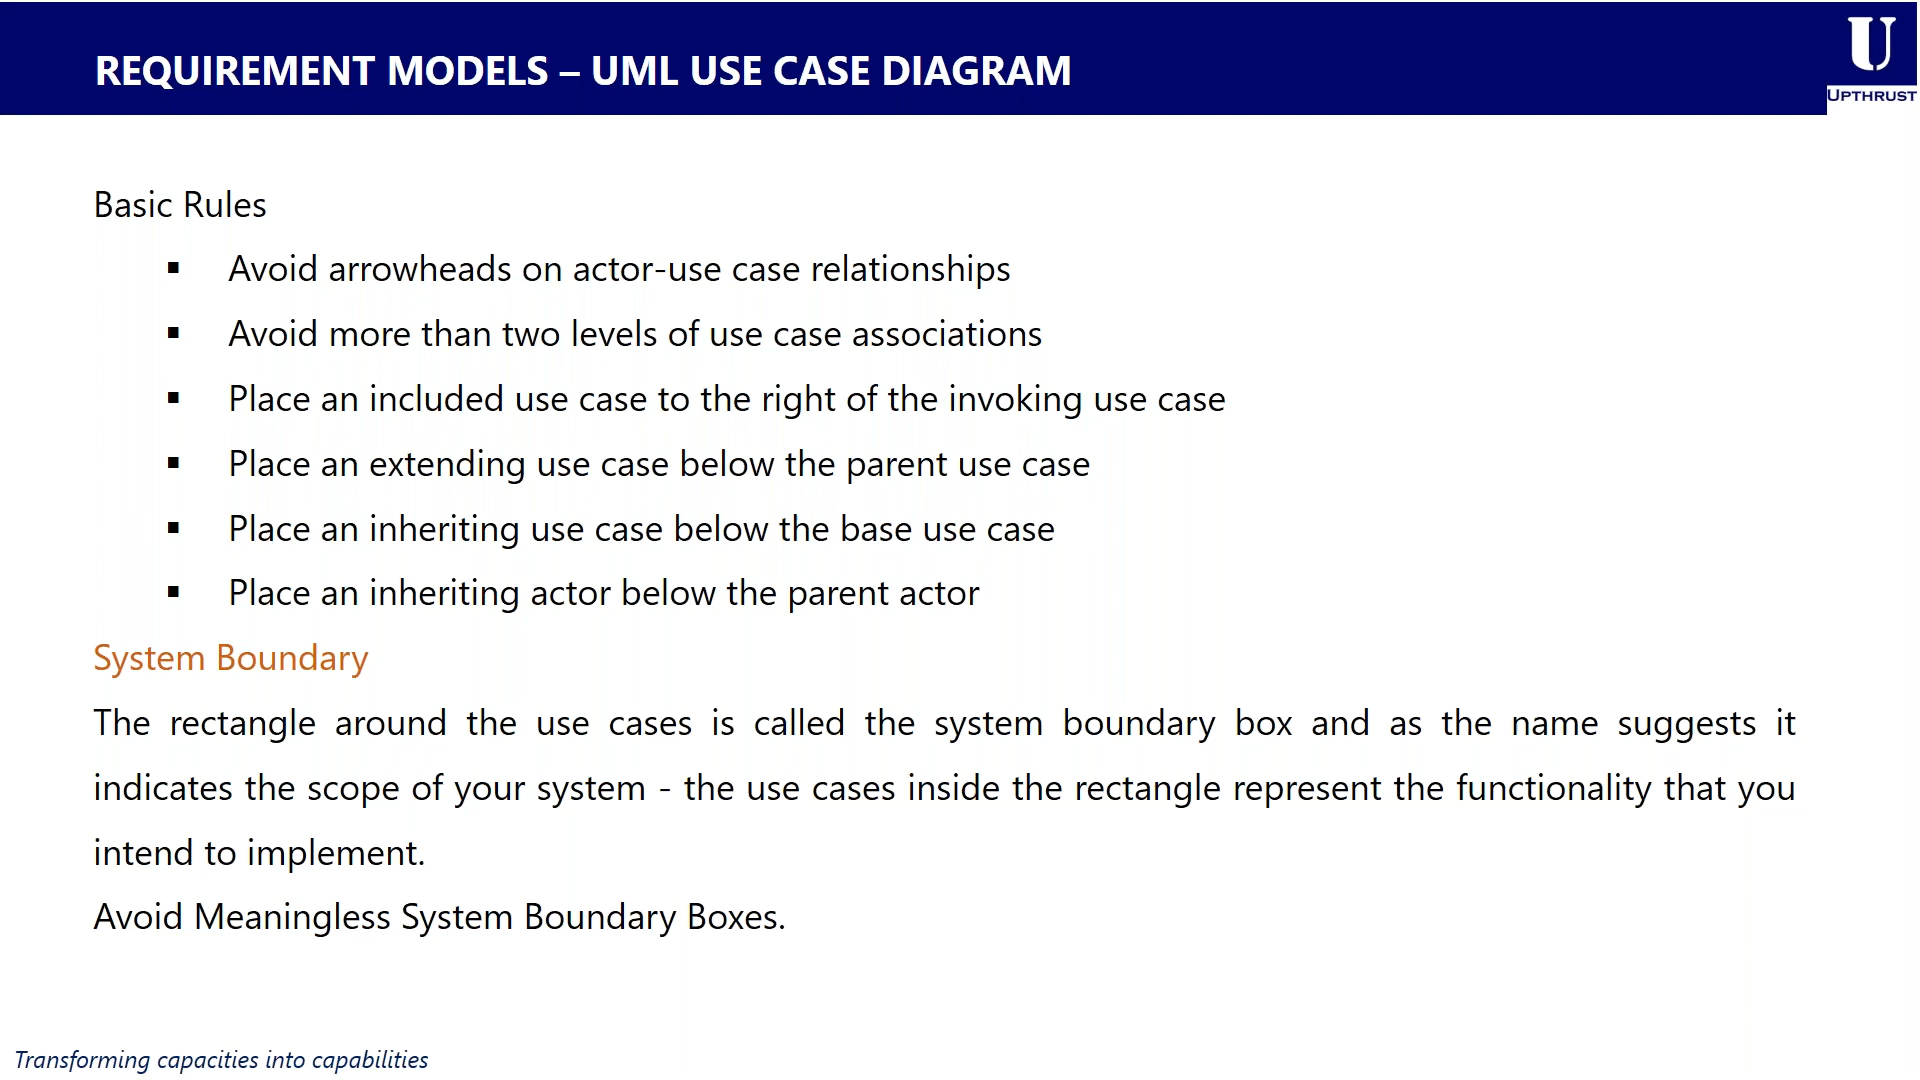 REQUIREMENT MODELS – UML USE CASE DIAGRAM
U
UPTHRUST
Basic Rules
▪ Avoid arrowheads on actor-use case relationships
▪ Avoid more than two levels of use case associations
▪ Place an included use case to the right of the invoking use case
▪ Place an extending use case below the parent use case
▪ Place an inheriting use case below the base use case
▪ Place an inheriting actor below the parent actor
System Boundary
The rectangle around the use cases is called the system boundary box and as the name suggests it
indicates the scope of your system - the use cases inside the rectangle represent the functionality that you
intend to implement.
Avoid Meaningless System Boundary Boxes.
Transforming capacities into capabilities